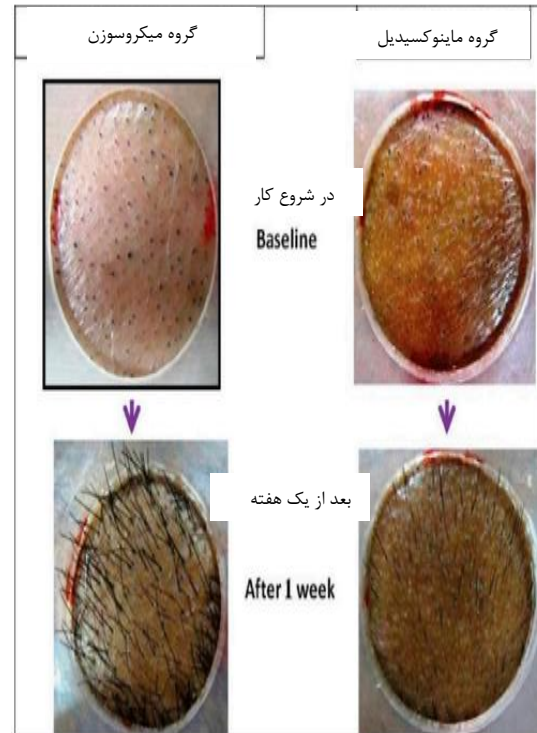 گروه ماینوکسیدیل
گروه میکروسوزن
در شروع کار
Baseline
بعد از یک هفته
After 1 week